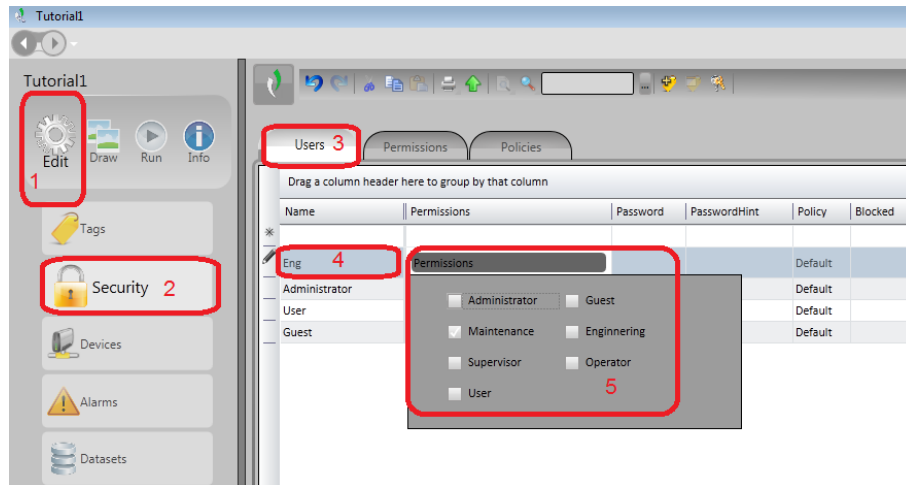 Tutorial1
Tutorial1
Edit Draw Run Info
1
Users 3 Permissions Policies
Drag a column header here to group by that column
Name Permissions Password PasswordHint Policy Blocked
Tags
Eng 4 Permissions Default
Administrator Default
User Default
Guest Default
Administrator Guest
Maintenance Enginnering
Supervisor Operator
User 5
Security 2
Devices
Alarms
Datasets